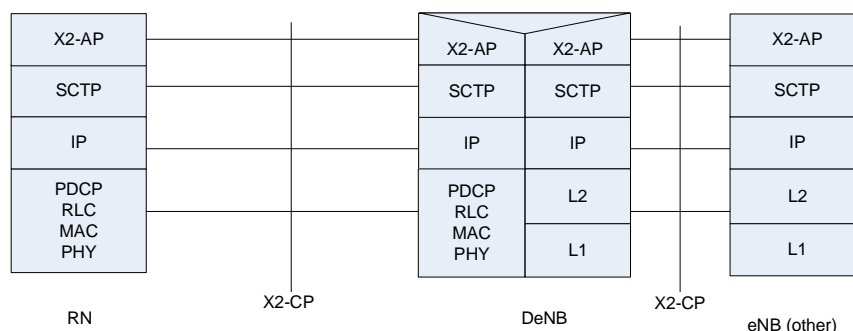 X2-AP
SCTP
IP
PDCP
RLC
MAC
PHY
RN
X2-CP
X2-AP X2-AP
SCTP SCTP
IP IP
PDCP
RLC
MAC
PHY
L2
L1
DeNB
X2-CP
X2-AP
SCTP
IP
L2
L1
eNB (other)